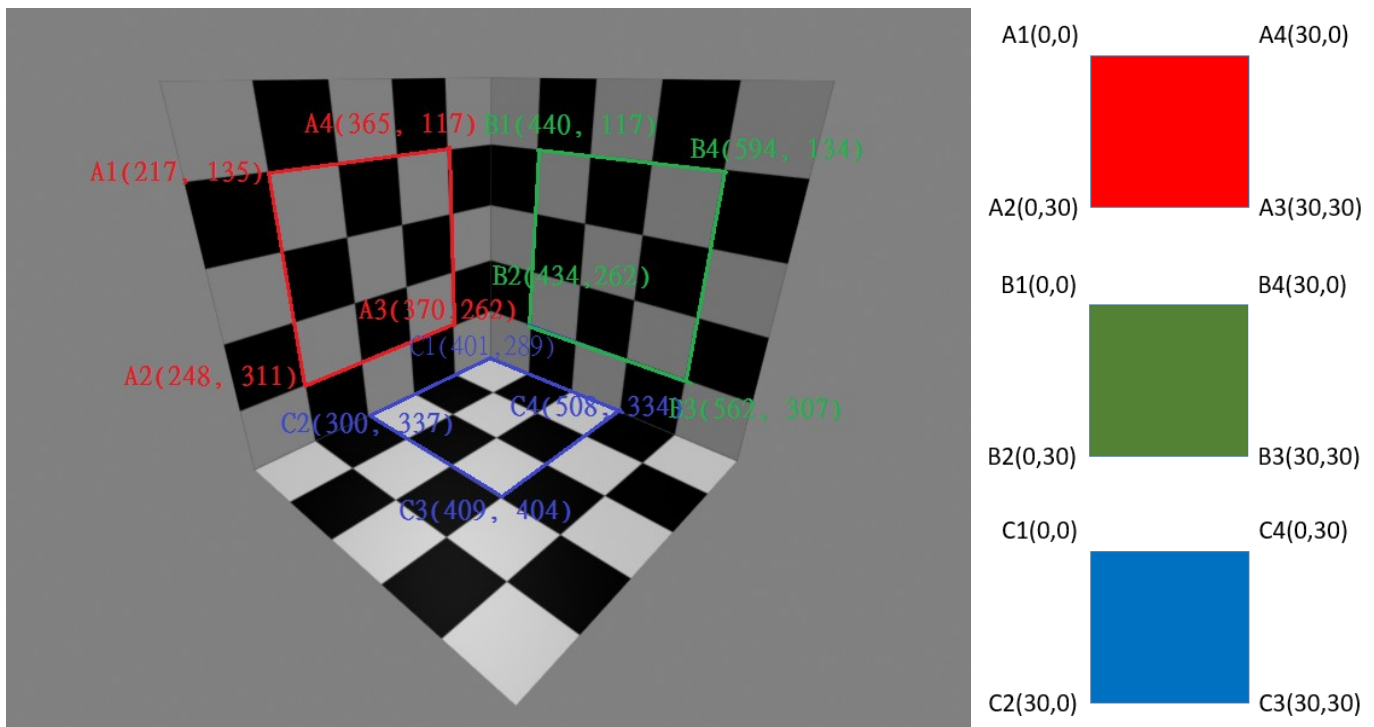 A4(365, 117)
B1(440, 117)
B4(594, 134)
A1(217, 135)
B2(434,262)
A3(370,262)
C1(401,289)
A2(248, 311)
C4(508, 334)
B3(562, 307)
C2(300, 337)
C3(409, 404)
A1(0,0)
A4(30,0)
A2(0,30)
A3(30,30)
B1(0,0)
B4(30,0)
B2(0,30)
B3(30,30)
C1(0,0)
C4(0,30)
C2(30,0)
C3(30,30)